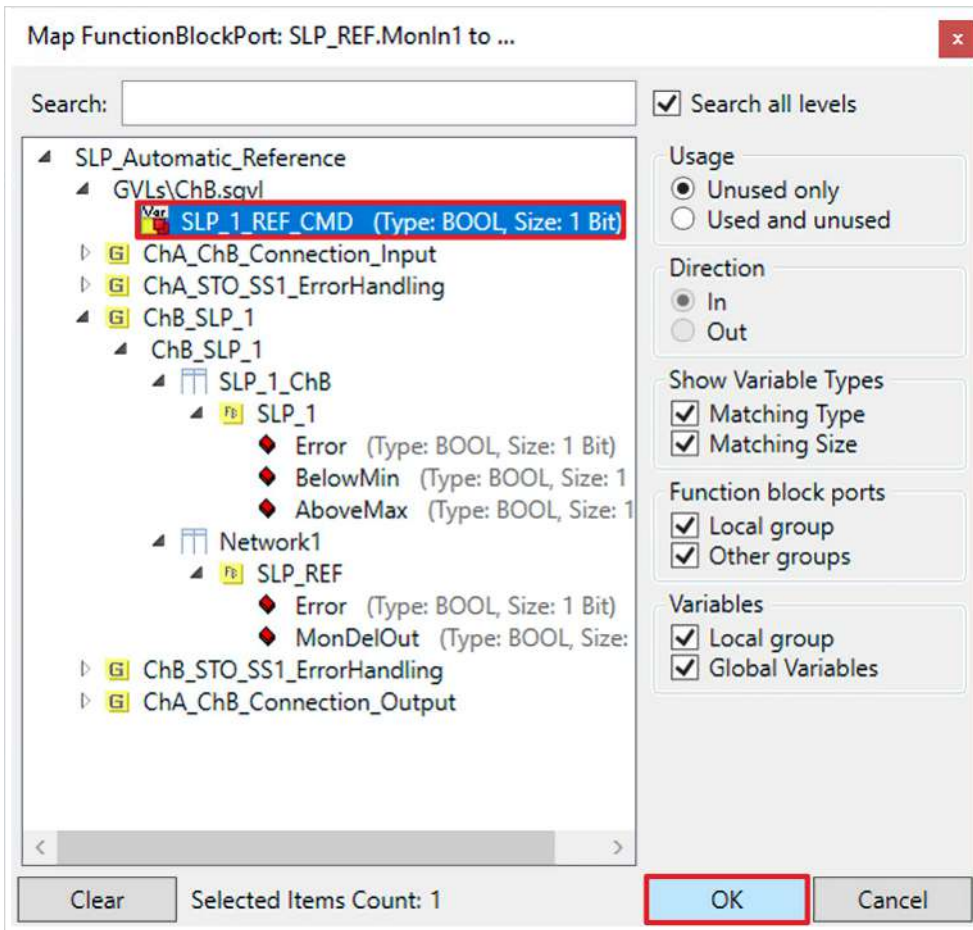 Map FunctionBlockPort: SLP_REF.MonIn1 to ...
x
Search:
Search all levels
SLP_Automatic_Reference
GVLs\ChB.sgvl
Var SLP_1_REF_CMD (Type: BOOL, Size: 1 Bit)
G ChA_ChB_Connection_Input
G ChA_STO_SS1_ErrorHandling
G ChB_SLP_1
ChB_SLP_1
SLP_1_ChB
FB SLP_1
Error (Type: BOOL, Size: 1 Bit)
BelowMin (Type: BOOL, Size: 1
AboveMax (Type: BOOL, Size: 1
Network1
FB SLP_REF
Error (Type: BOOL, Size: 1 Bit)
MonDelOut (Type: BOOL, Size:
G ChB_STO_SS1_ErrorHandling
G ChA_ChB_Connection_Output
Usage
Unused only
Used and unused
Direction
In
Out
Show Variable Types
Matching Type
Matching Size
Function block ports
Local group
Other groups
Variables
Local group
Global Variables
Clear
Selected Items Count: 1
OK
Cancel